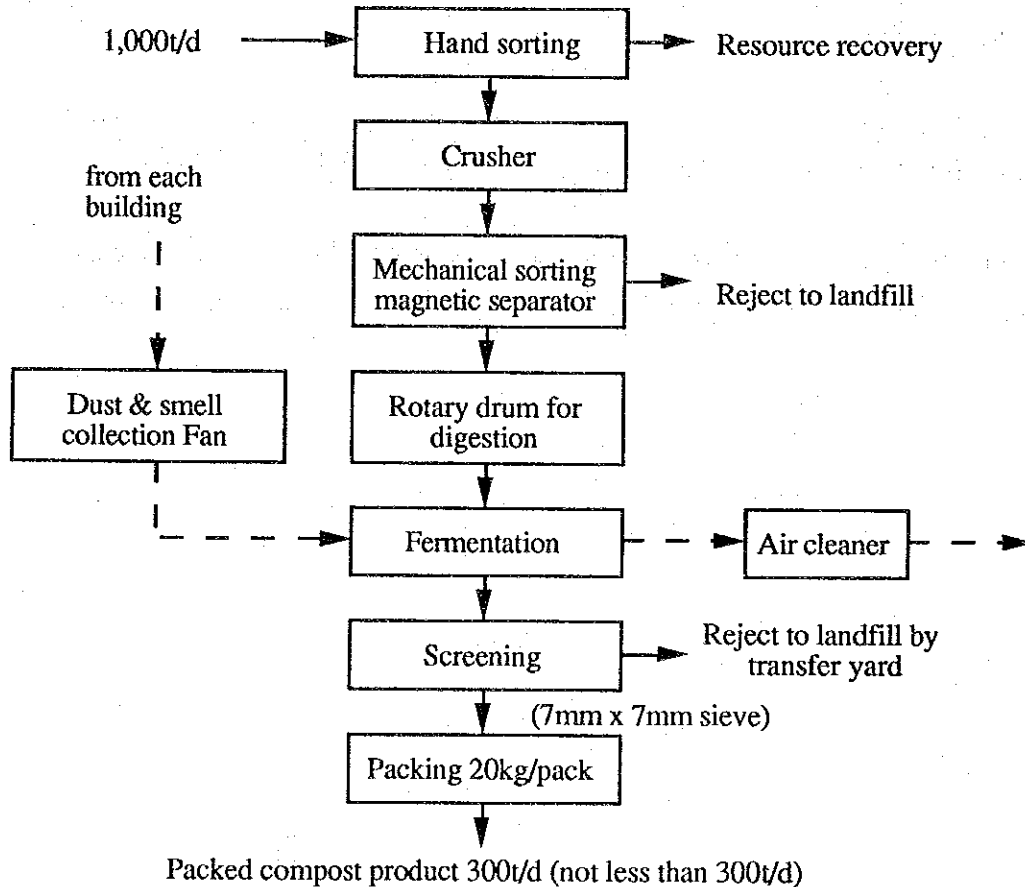 1,000t/d
Hand sorting
Resource recovery
Crusher
from each
building
Mechanical sorting
magnetic separator
Reject to landfill
Dust & smell
collection Fan
Rotary drum for
digestion
Fermentation
Air cleaner
Screening
Reject to landfill by
transfer yard
(7mm x 7mm sieve)
Packing 20kg/pack
Packed compost product 300t/d (not less than 300t/d)